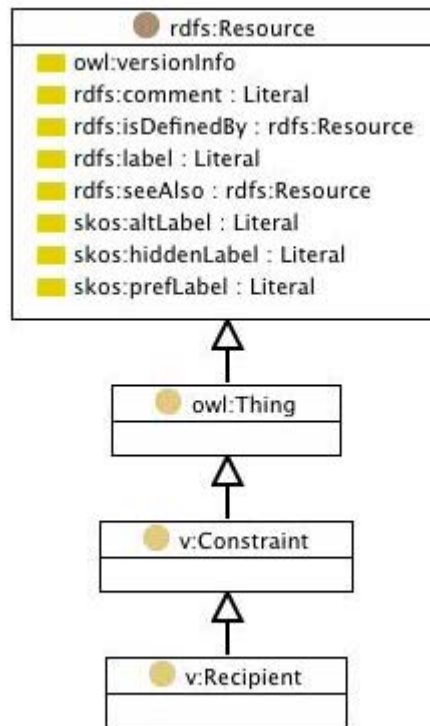 rdfs:Resource
owl:versionInfo
rdfs:comment : Literal
rdfs:isDefinedBy : rdfs:Resource
rdfs:label : Literal
rdfs:seeAlso : rdfs:Resource
skos:altLabel : Literal
skos:hiddenLabel : Literal
skos:prefLabel : Literal
owl:Thing
v:Constraint
v:Recipient